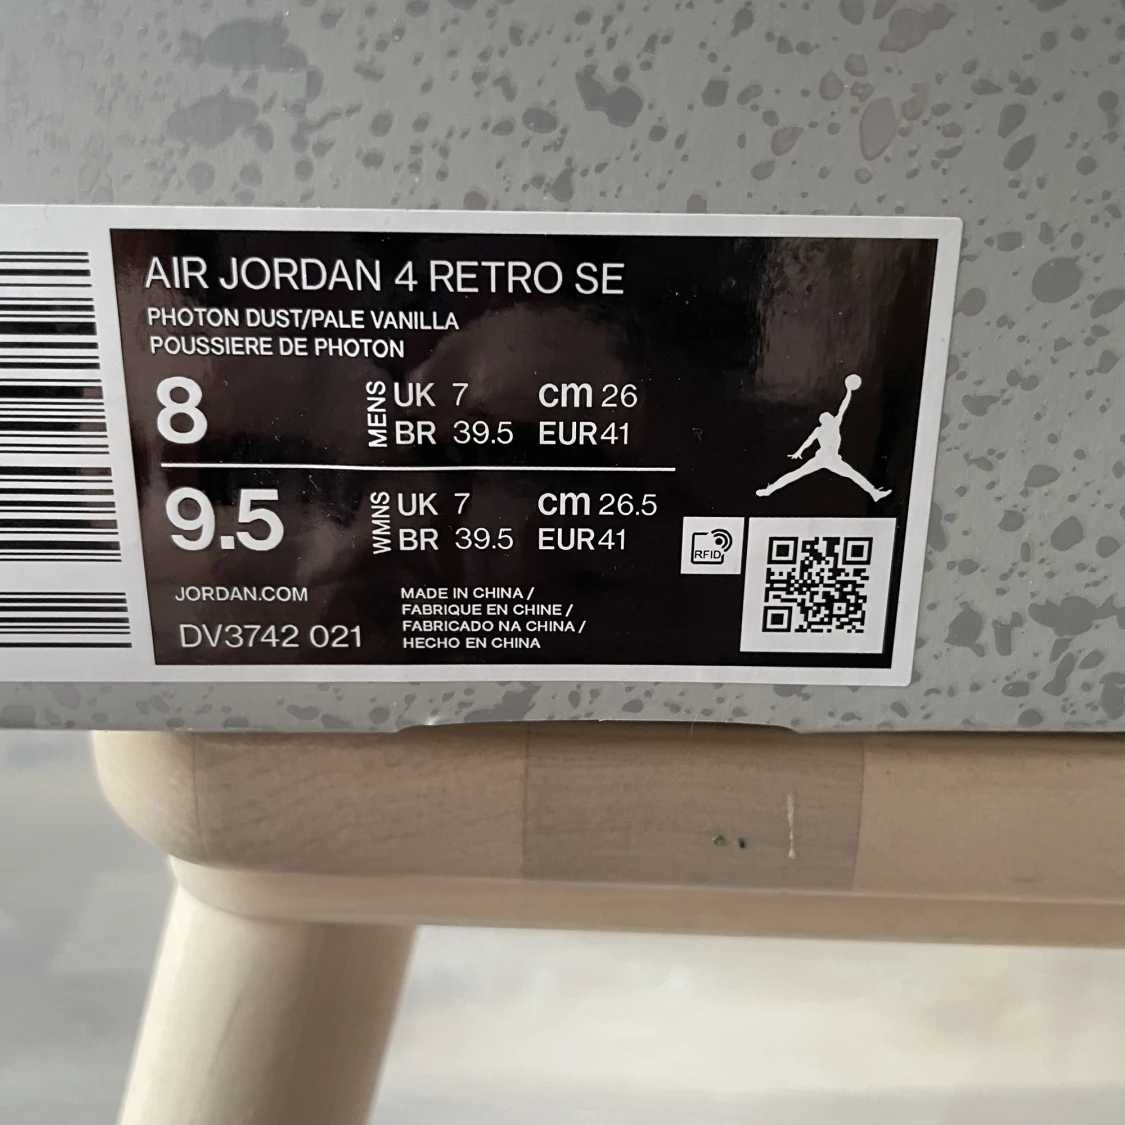 AIR JORDAN 4 RETRO SE
PHOTON DUST/PALE VANILLA
POUSSIERE DE PHOTON
8 MENS UK 7 cm 26
BR 39.5 EUR 41
9.5 WMNS UK 7 cm 26.5
BR 39.5 EUR 41
RFID
JORDAN.COM
DV3742 021
MADE IN CHINA /
FABRIQUE EN CHINE /
FABRICADO NA CHINA /
HECHO EN CHINA